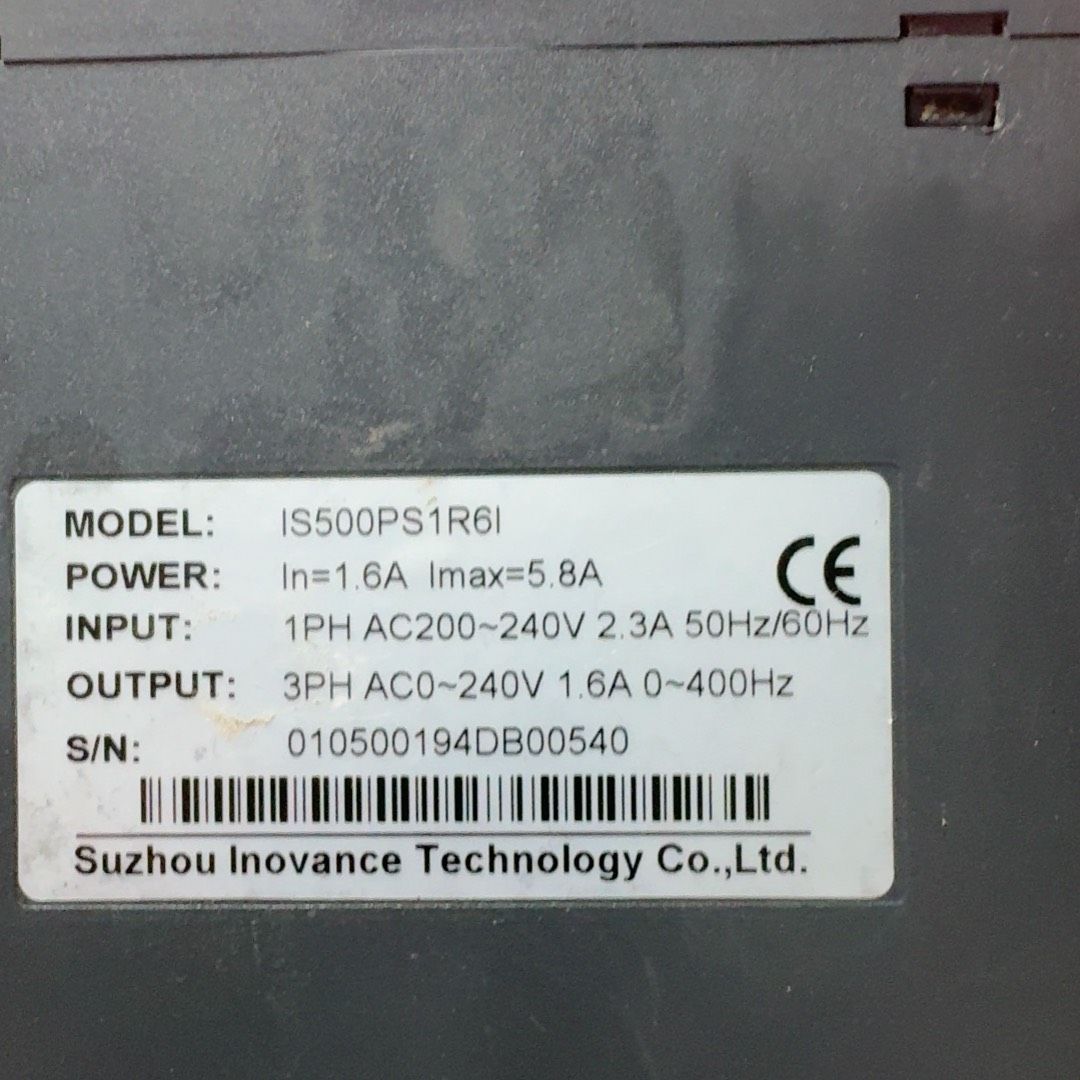 MODEL: IS500PS1R6I
POWER: In=1.6A Imax=5.8A
CE
INPUT: 1PH AC200~240V 2.3A 50Hz/60Hz
OUTPUT: 3PH AC0~240V 1.6A 0~400Hz
S/N: 010500194DB00540
Suzhou Inovance Technology Co.,Ltd.